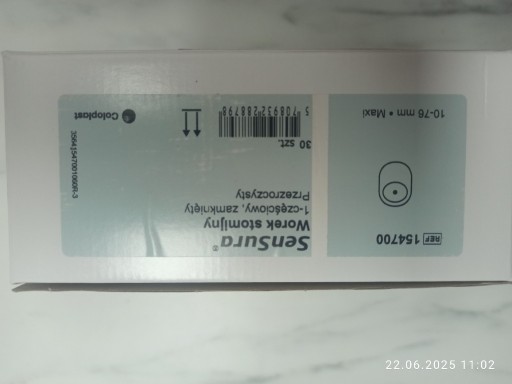 SenSura®
Worek stomijny
1-częściowy, zamknięty
Przezroczysty
30 szt.
Coloplast
REF 154700
10-76 mm • Maxi
22.06.2025 11:02